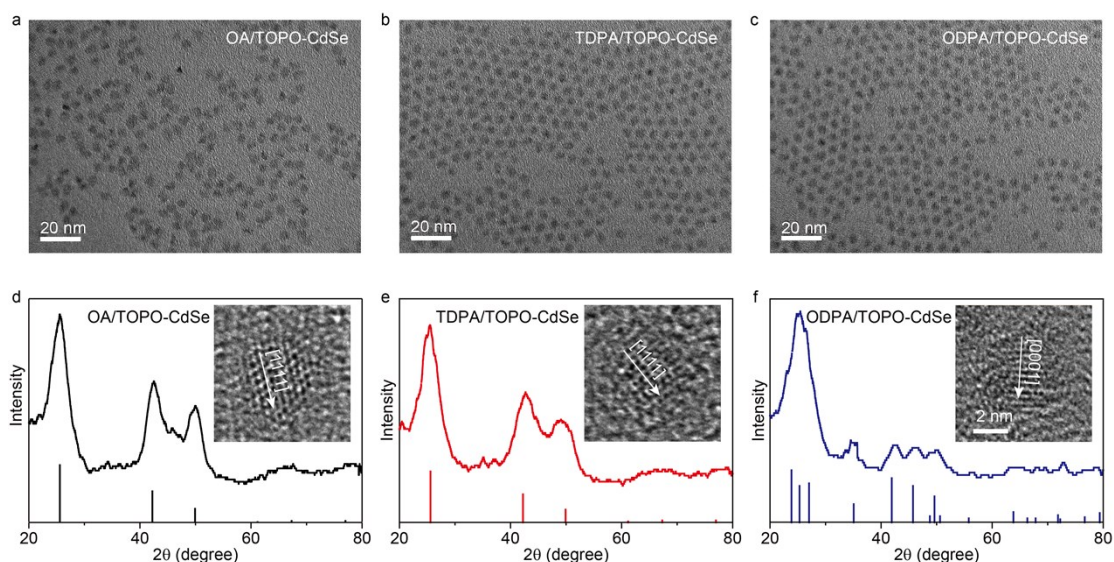 a
OA/TOPO-CdSe
20 nm
b
TDPA/TOPO-CdSe
20 nm
c
ODPA/TOPO-CdSe
20 nm
d
OA/TOPO-CdSe
[111]
Intensity
20 40 60 80
2θ (degree)
e
TDPA/TOPO-CdSe
[111]
Intensity
20 40 60 80
2θ (degree)
f
ODPA/TOPO-CdSe
[0001]
2 nm
Intensity
20 40 60 80
2θ (degree)